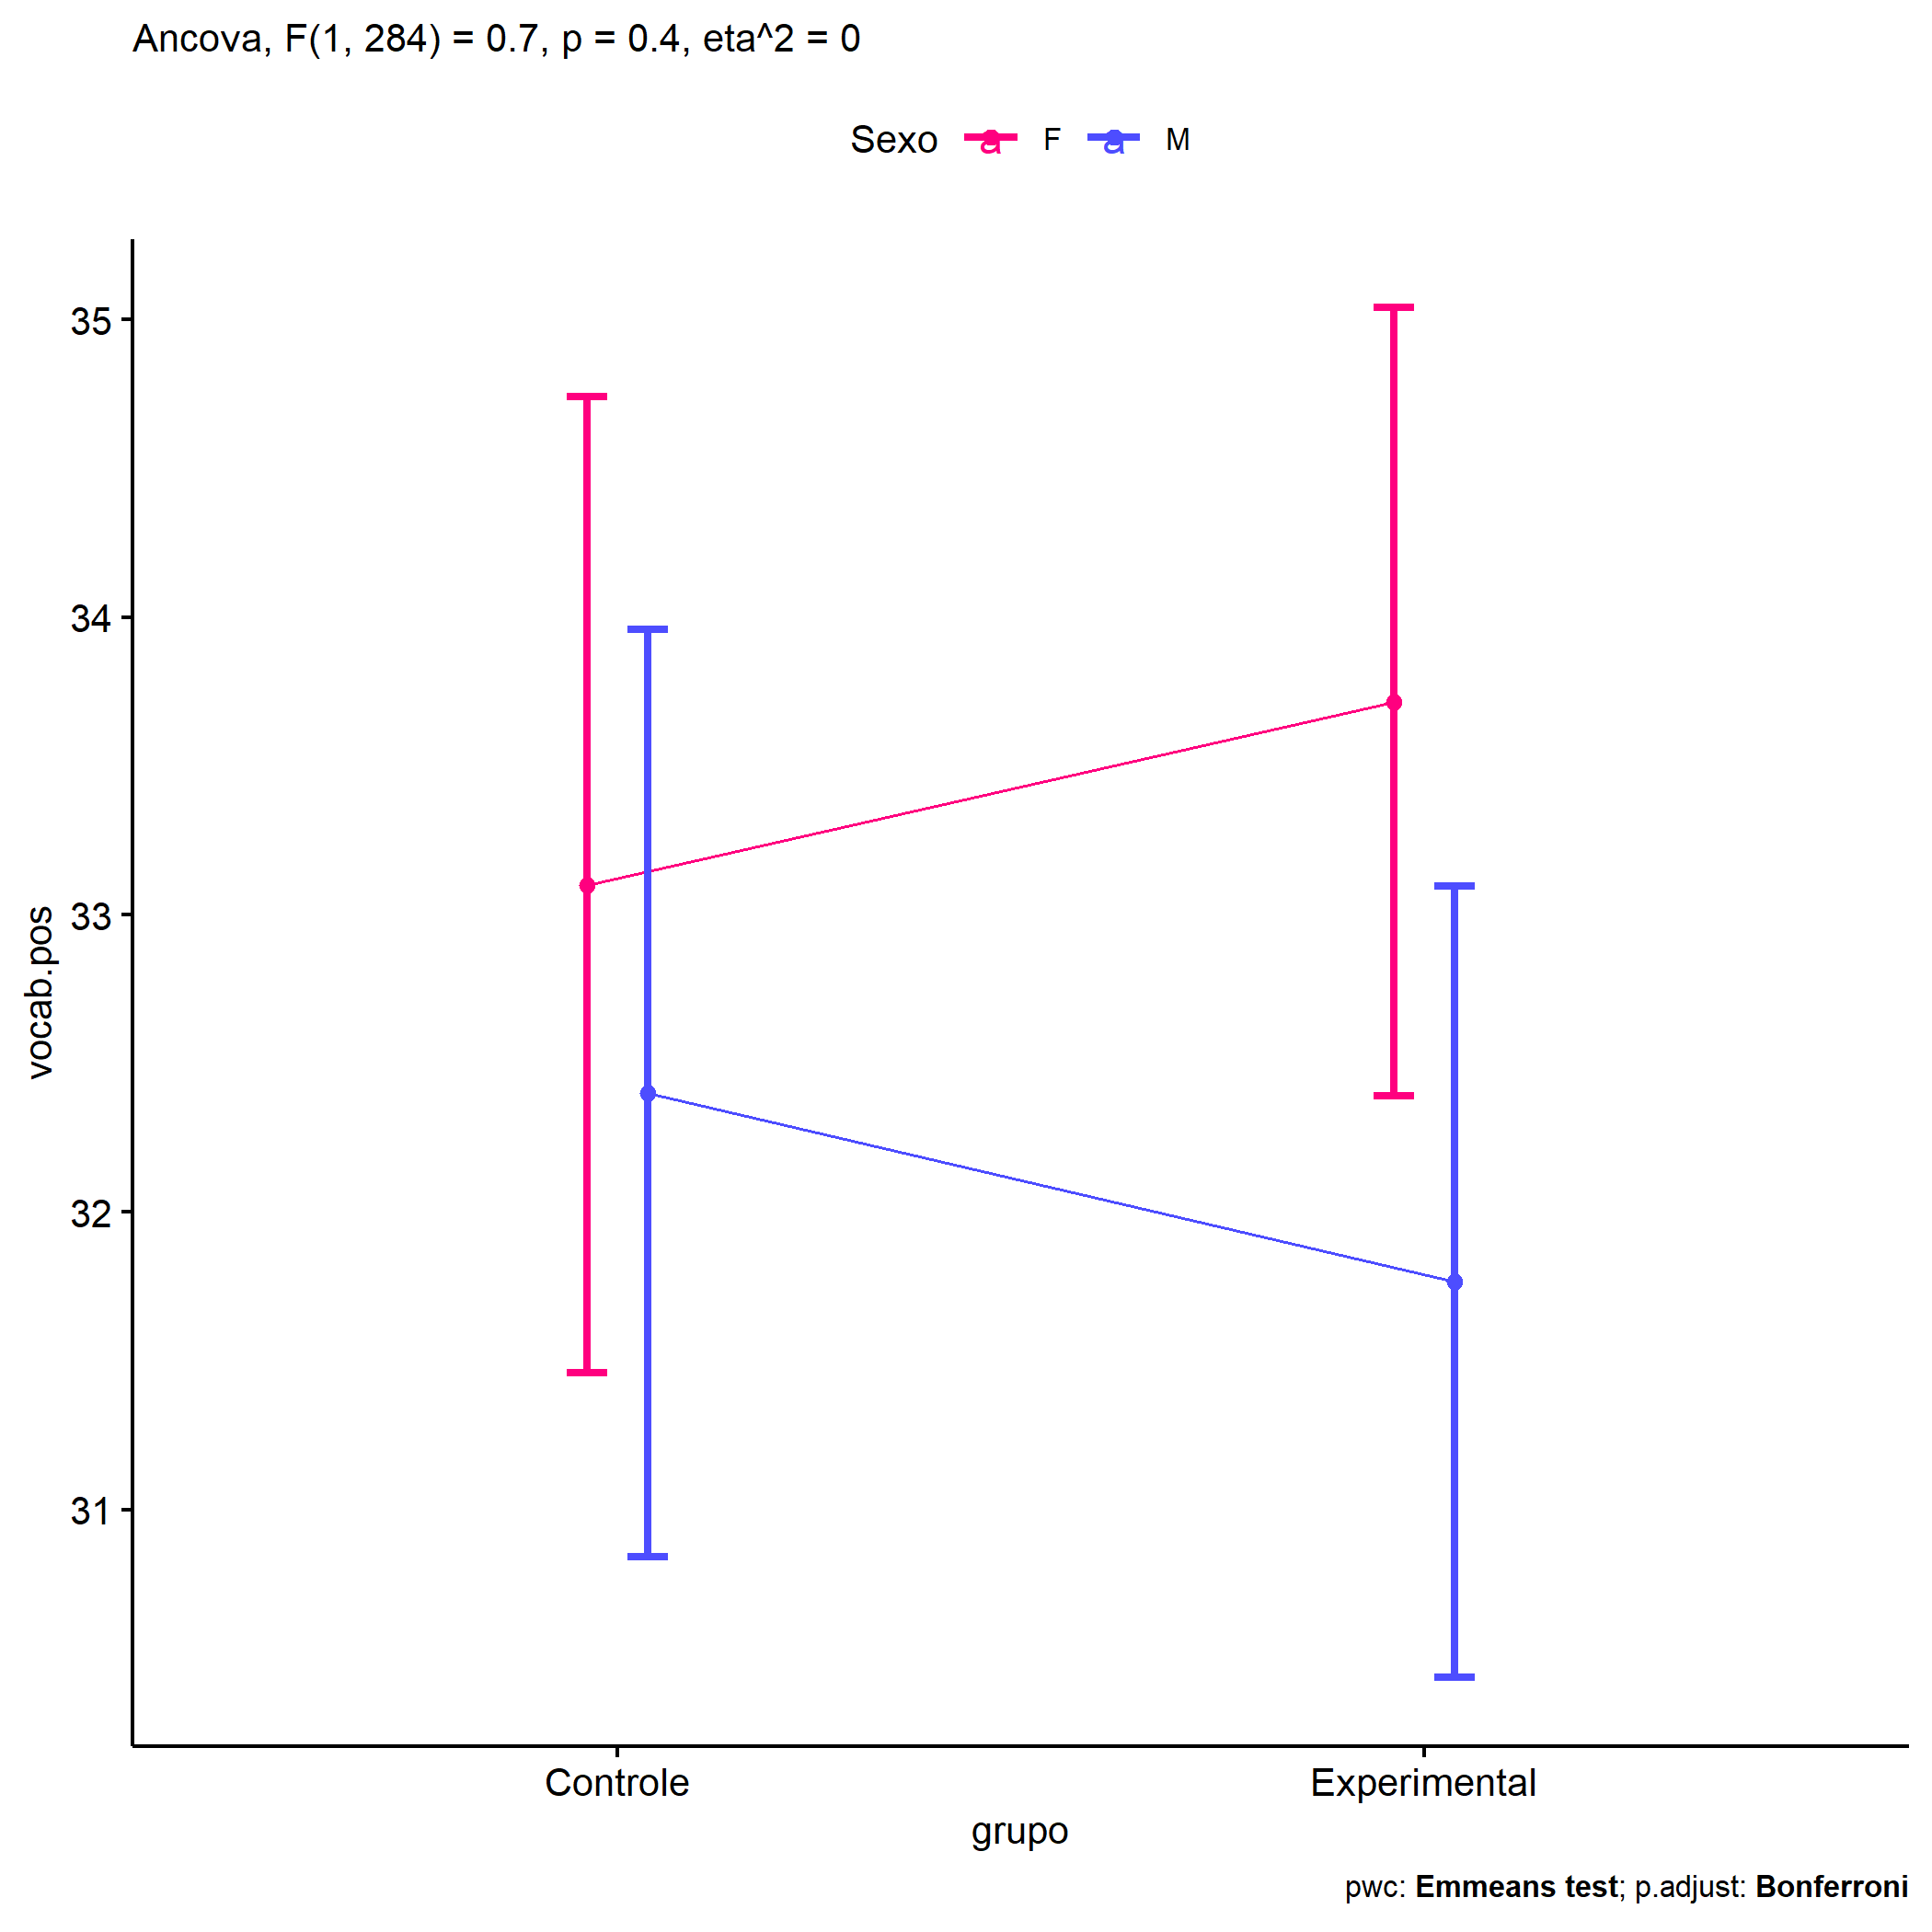 Ancova, F(1, 284) = 0.7, p = 0.4, eta^2 = 0
Sexo a F a M
35
34
33
32
31
vocab.pos
Controle Experimental
grupo
pwc: Emmeans test; p.adjust: Bonferroni